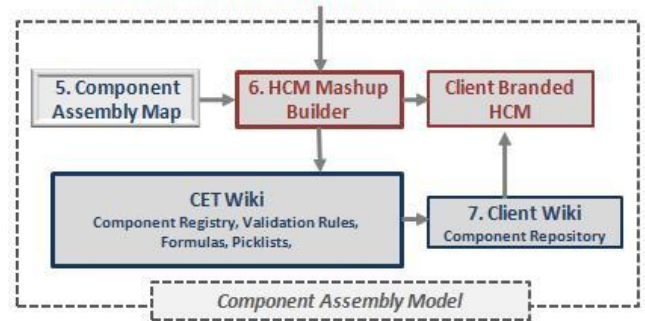 5. Component
Assembly Map
6. HCM Mashup
Builder
Client Branded
HCM
CET Wiki
Component Registry, Validation Rules,
Formulas, Picklists,
7. Client Wiki
Component Repository
Component Assembly Model